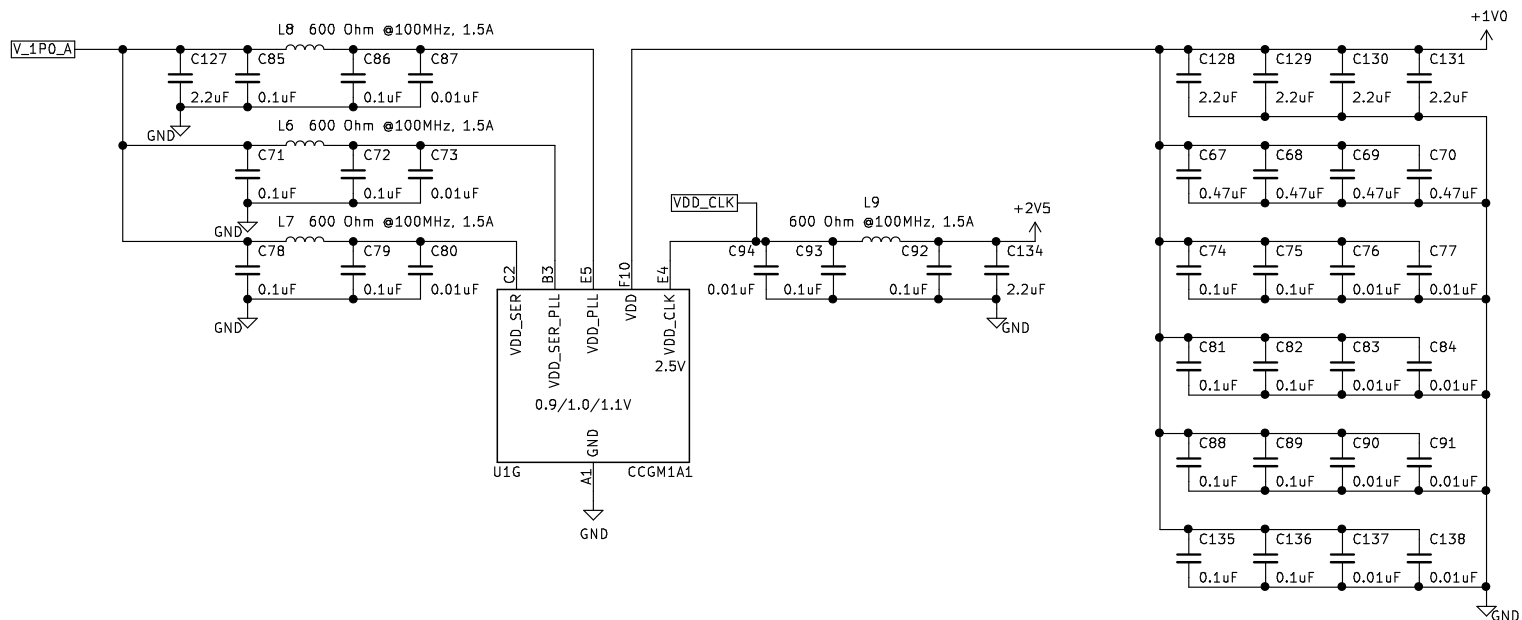 +1V0
V_1P0_A
L8 600 Ohm @100MHz, 1.5A
C127 C85 C86 C87
2.2uF 0.1uF 0.1uF 0.01uF
GND
L6 600 Ohm @100MHz, 1.5A
C71 C72 C73
0.1uF 0.1uF 0.01uF
GND
L7 600 Ohm @100MHz, 1.5A
C78 C79 C80
0.1uF 0.1uF 0.01uF
GND
VDD_CLK
L9
600 Ohm @100MHz, 1.5A
+2V5
C94 C93 C92 C134
0.01uF 0.1uF 0.1uF 2.2uF
GND
C2 B3 E5 F10 E4
VDD_SER VDD_SER_PLL VDD_PLL VDD VDD_CLK
2.5V
0.9/1.0/1.1V
GND
U1G CCGM1A1
A1
GND
C128 C129 C130 C131
2.2uF 2.2uF 2.2uF 2.2uF
C67 C68 C69 C70
0.47uF 0.47uF 0.47uF 0.47uF
C74 C75 C76 C77
0.1uF 0.1uF 0.01uF 0.01uF
C81 C82 C83 C84
0.1uF 0.1uF 0.01uF 0.01uF
C88 C89 C90 C91
0.1uF 0.1uF 0.01uF 0.01uF
C135 C136 C137 C138
0.1uF 0.1uF 0.01uF 0.01uF
GND